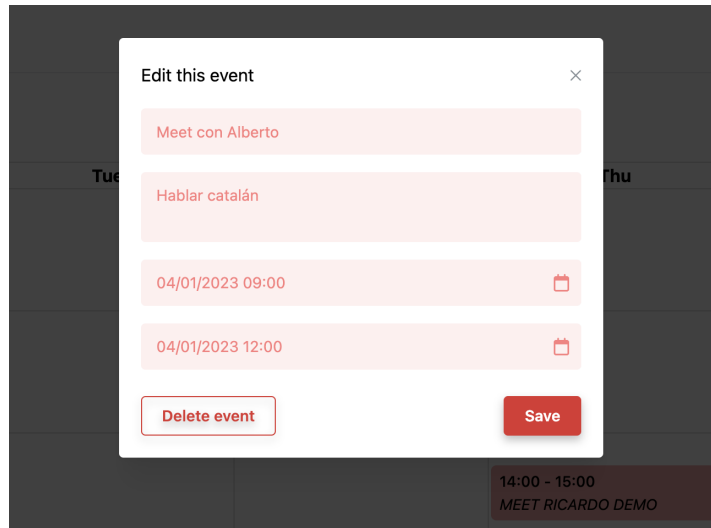 Edit this event
Meet con Alberto
Tue
Thu
Hablar catalán
04/01/2023 09:00
04/01/2023 12:00
Delete event
Save
14:00 - 15:00
MEET RICARDO DEMO